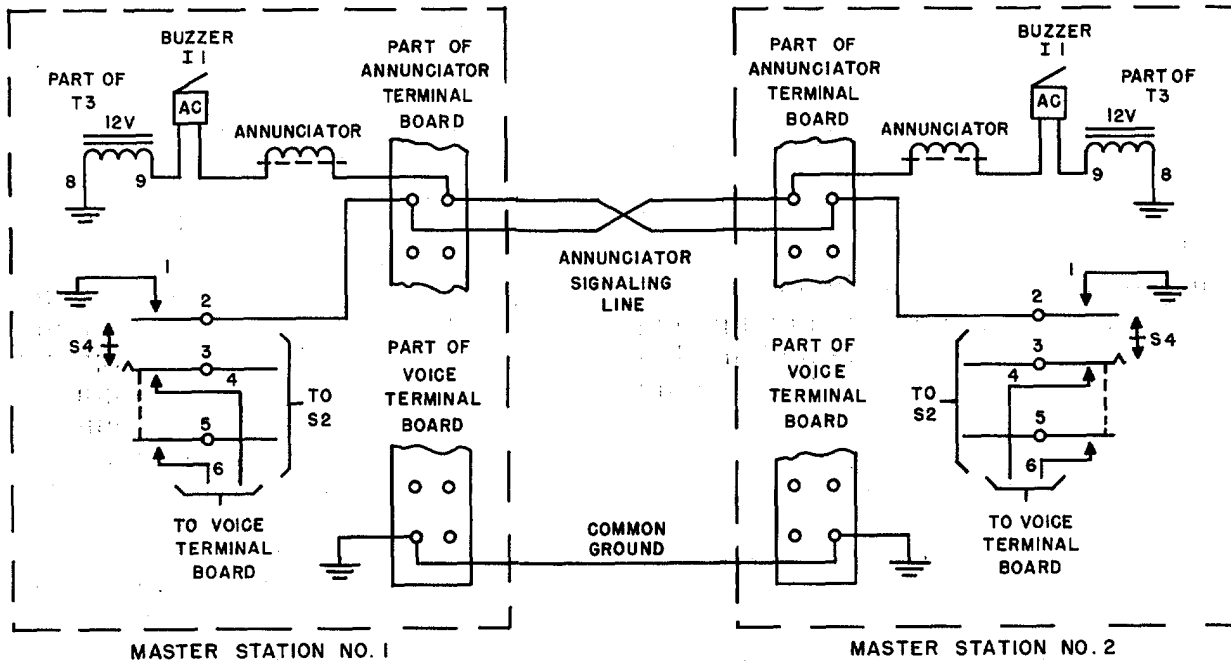 BUZZER
I 1
PART OF
T3
12V
AC
ANNUNCIATOR
8
9
PART OF
ANNUNCIATOR
TERMINAL
BOARD
1
2
S4
3
4
5
6
TO
S2
TO VOICE
TERMINAL
BOARD
PART OF
VOICE
TERMINAL
BOARD
MASTER STATION NO. 1
ANNUNCIATOR
SIGNALING
LINE
COMMON
GROUND
PART OF
ANNUNCIATOR
TERMINAL
BOARD
BUZZER
I 1
PART OF
T3
AC
12V
ANNUNCIATOR
9
8
1
2
S4
3
4
5
6
TO
S2
PART OF
VOICE
TERMINAL
BOARD
TO VOICE
TERMINAL
BOARD
MASTER STATION NO. 2